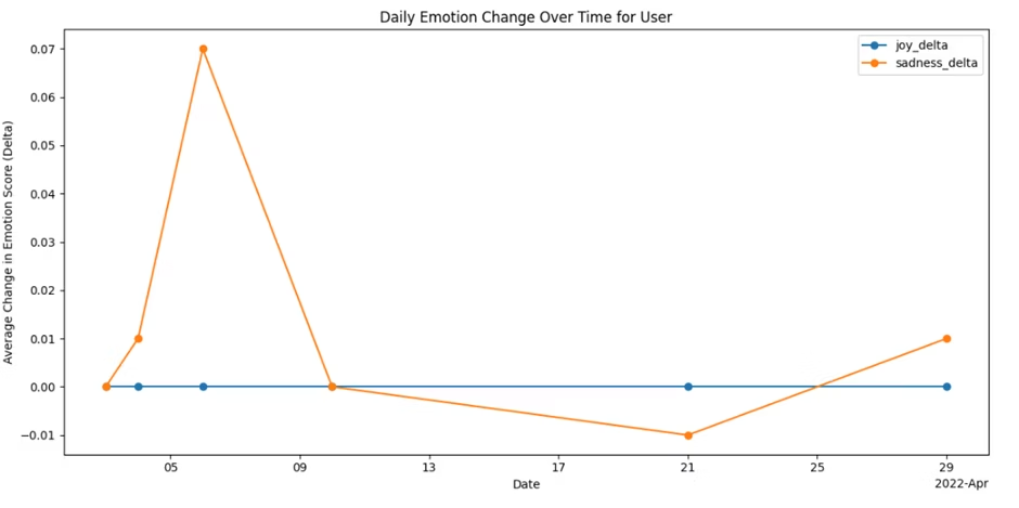 Daily Emotion Change Over Time for User
joy_delta
sadness_delta
Average Change in Emotion Score (Delta)
0.07
0.06
0.05
0.04
0.03
0.02
0.01
0.00
−0.01
05 09 13 17 21 25 29
Date
2022-Apr